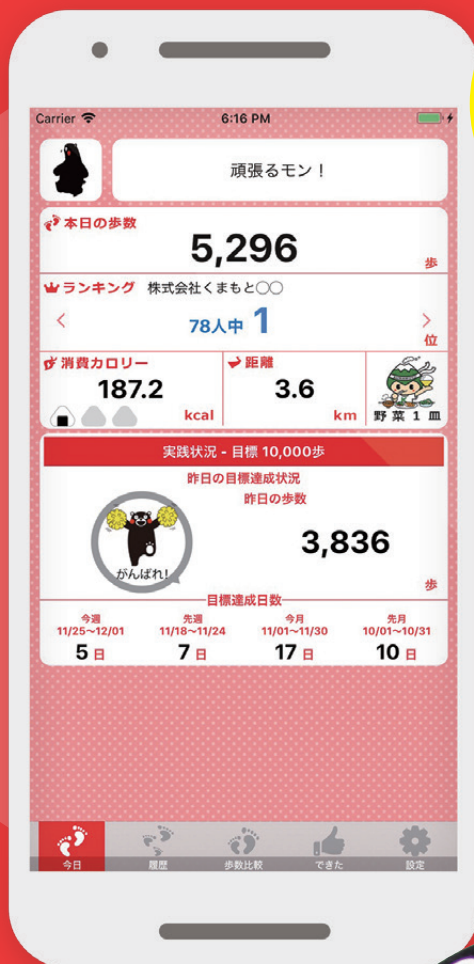 Carrier 6:16 PM
頑張るモン！
本日の歩数
5,296
歩
ランキング 株式会社くまもと○○
78人中 1
位
消費カロリー
187.2
kcal
距離
3.6
km
野菜1皿
実践状況 - 目標 10,000歩
昨日の目標達成状況
昨日の歩数
がんばれ!
3,836
歩
目標達成日数
今週 先週 今月 先月
11/25～12/01 11/18～11/24 11/01～11/30 10/01～10/31
5日 7日 17日 10日
今日 履歴 歩数比較 できた 設定